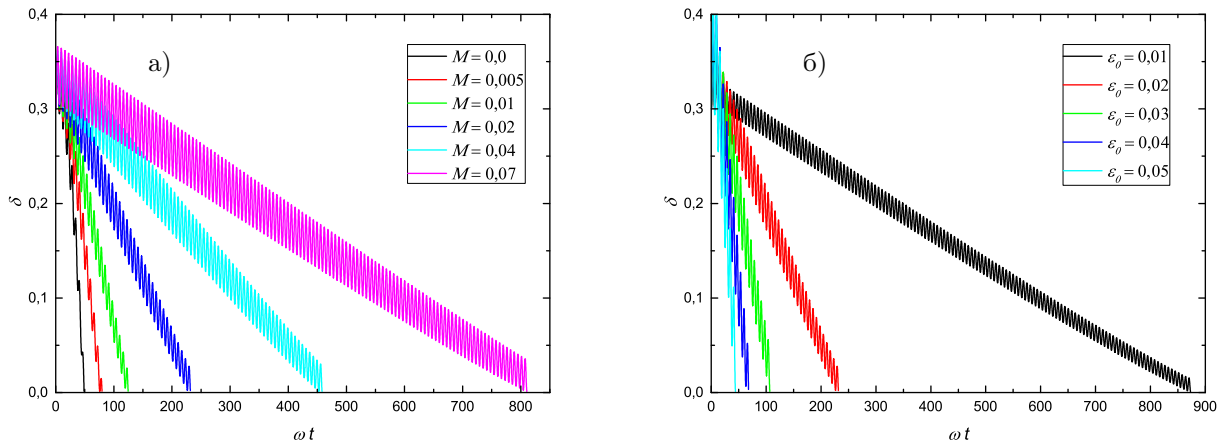 а)
M = 0,0
M = 0,005
M = 0,01
M = 0,02
M = 0,04
M = 0,07
0,4
0,3
0,2
0,1
0,0
δ
0 100 200 300 400 500 600 700 800
ω t
б)
ε₀ = 0,01
ε₀ = 0,02
ε₀ = 0,03
ε₀ = 0,04
ε₀ = 0,05
0,4
0,3
0,2
0,1
0,0
δ
0 100 200 300 400 500 600 700 800 900
ω t